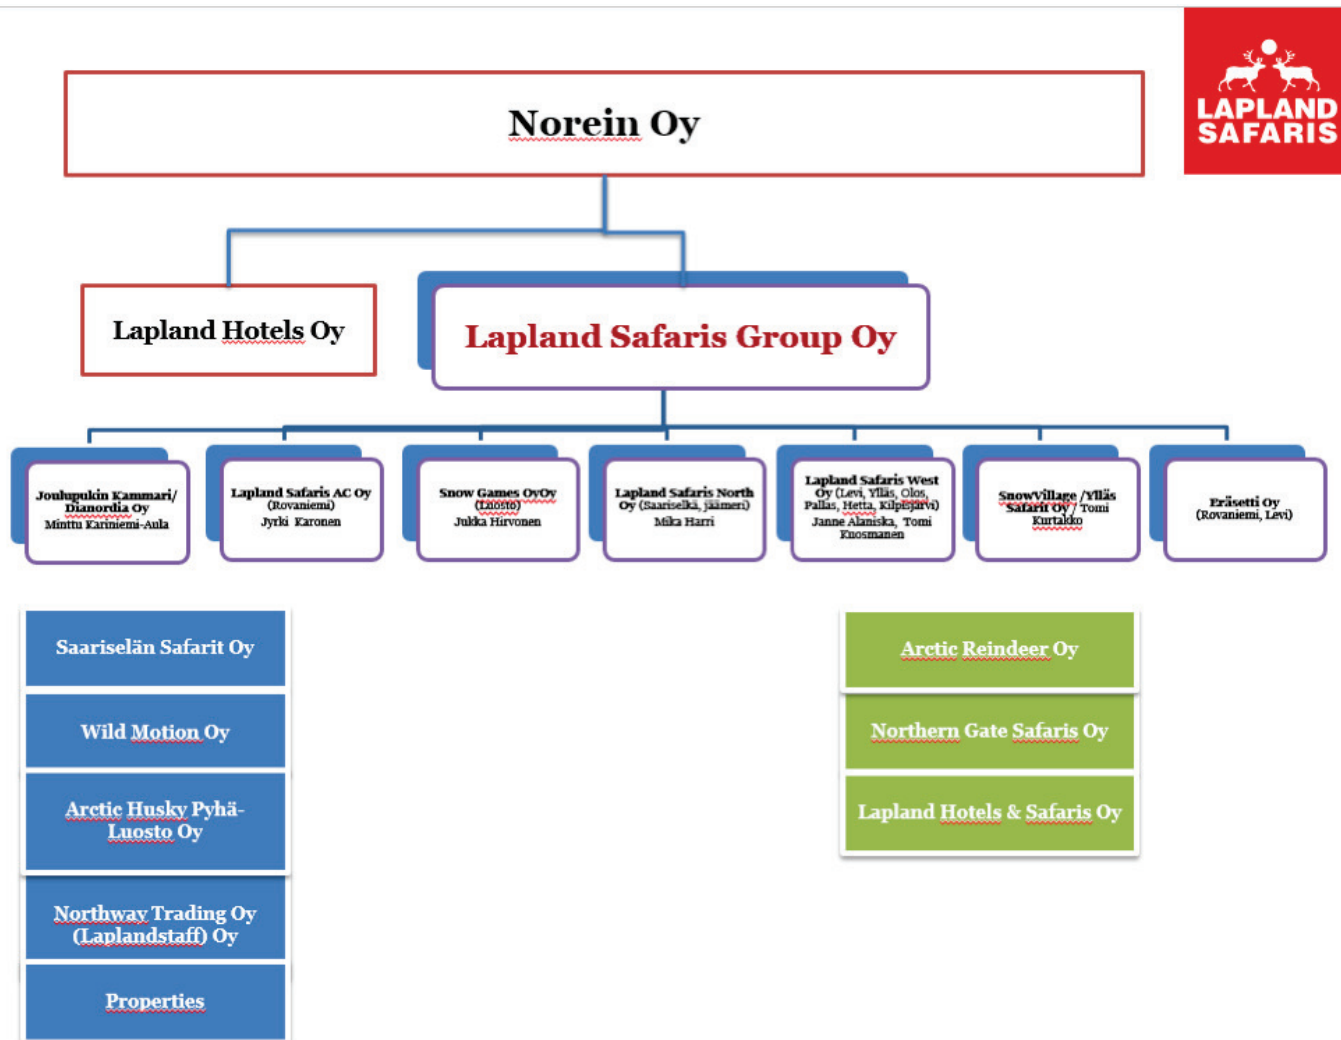 LAPLAND
SAFARIS
Norein Oy
Lapland Hotels Oy
Lapland Safaris Group Oy
Joulupukin Kammari/
Dianordia Oy
Minttu Kariniemi-Aula
Lapland Safaris AC Oy
(Rovaniemi)
Jyrki Karonen
Snow Games OyOy
(Luosto)
Jukka Hirvonen
Lapland Safaris North
Oy (Saariselkä, jäämeri)
Mika Harri
Lapland Safaris West
Oy (Levi, Ylläs, Olos,
Pallas, Hetta, Kilpisjärvi)
Janne Alaniska, Tomi
Kuosmanen
SnowVillage /Ylläs
Safarit Oy / Tomi
Kurtakko
Eräsetti Oy
(Rovaniemi, Levi)
Saariselän Safarit Oy
Wild Motion Oy
Arctic Husky Pyhä-
Luosto Oy
Northway Trading Oy
(Laplandstaff) Oy
Properties
Arctic Reindeer Oy
Northern Gate Safaris Oy
Lapland Hotels & Safaris Oy